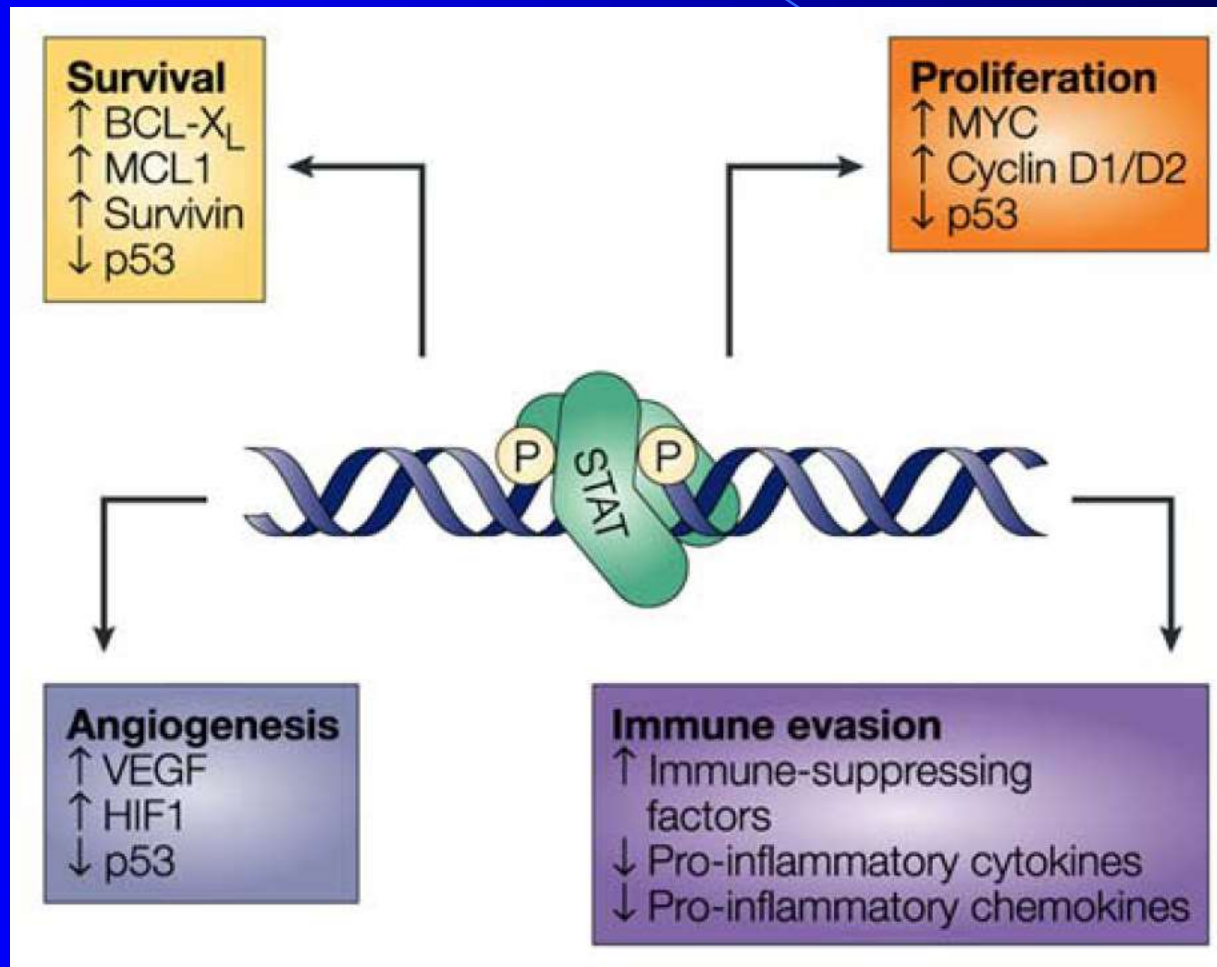 Survival
↑ BCL-XL
↑ MCL1
↑ Survivin
↓ p53
Proliferation
↑ MYC
↑ Cyclin D1/D2
↓ p53
P
STAT
P
Angiogenesis
↑ VEGF
↑ HIF1
↓ p53
Immune evasion
↑ Immune-suppressing
factors
↓ Pro-inflammatory cytokines
↓ Pro-inflammatory chemokines